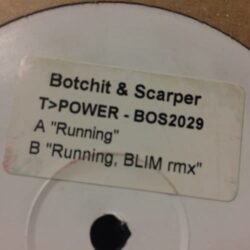 Botchit & Scarper
T>POWER - BOS2029
A "Running"
B "Running, BLIM rmx"